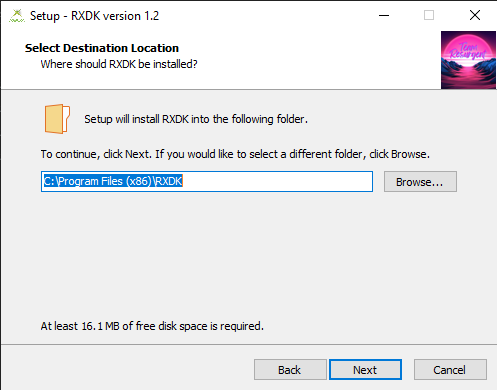 Setup - RXDK version 1.2
Select Destination Location
Where should RXDK be installed?
Team
Resurgent
Setup will install RXDK into the following folder.
To continue, click Next. If you would like to select a different folder, click Browse.
C:\Program Files (x86)\RXDK
Browse...
At least 16.1 MB of free disk space is required.
Back
Next
Cancel